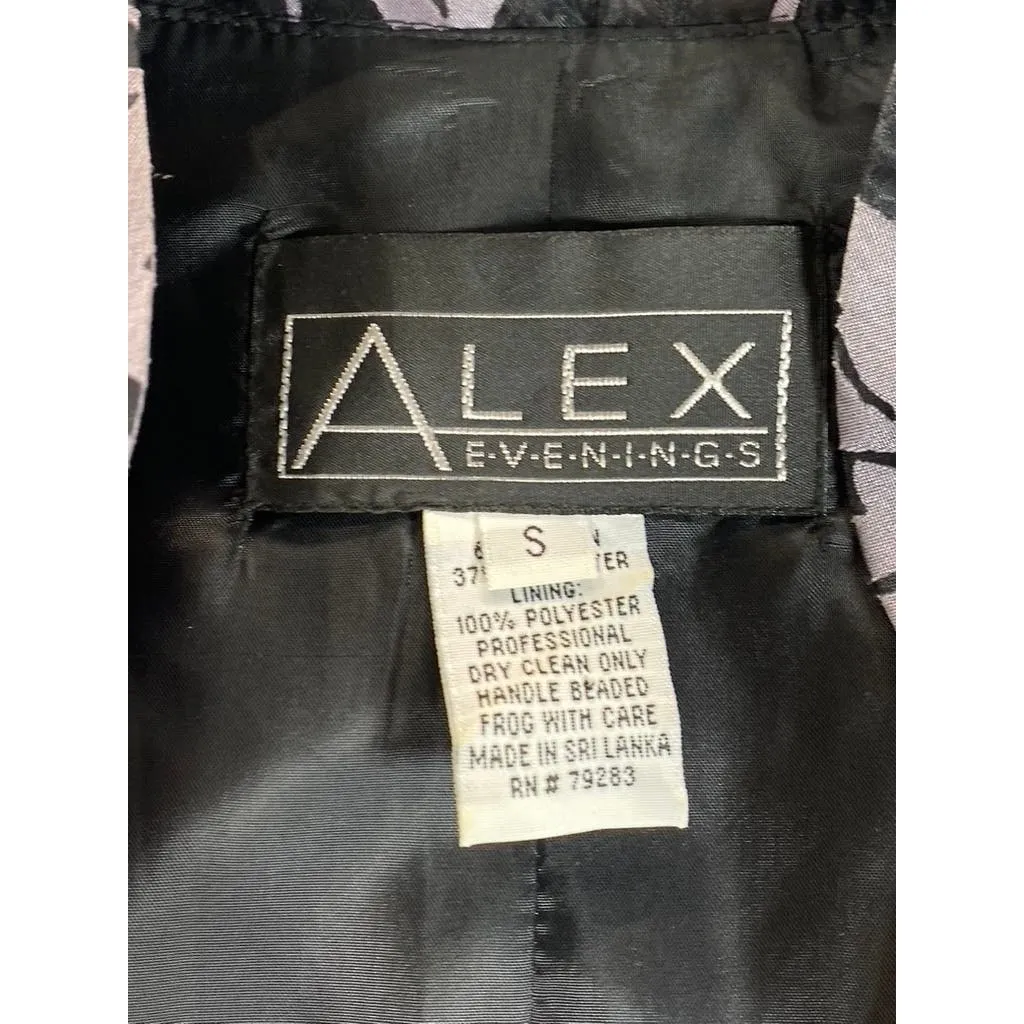 ALEX
E·V·E·N·I·N·G·S
S
LINING:
100% POLYESTER
PROFESSIONAL
DRY CLEAN ONLY
HANDLE BEADED
FROG WITH CARE
MADE IN SRI LANKA
RN # 79283